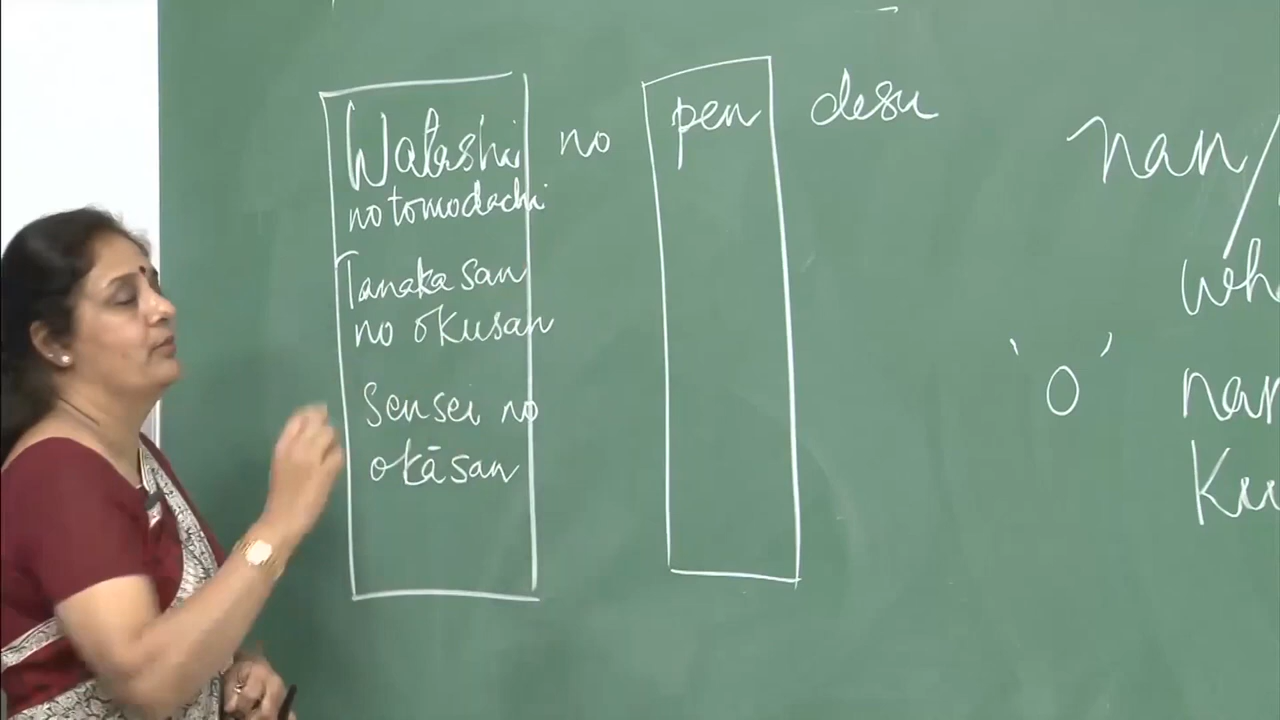 Watashi no pen desu
no tomodachi
Tanaka san
no okusan
Sensei no
okāsan
nan/
'o'